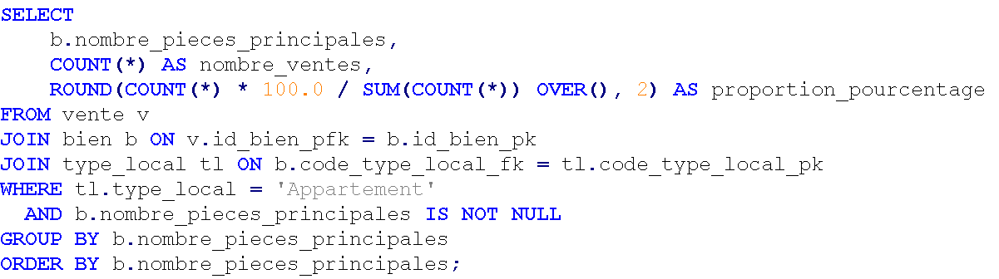 SELECT
    b.nombre_pieces_principales,
    COUNT(*) AS nombre_ventes,
    ROUND(COUNT(*) * 100.0 / SUM(COUNT(*)) OVER(), 2) AS proportion_pourcentage
FROM vente v
JOIN bien b ON v.id_bien_pfk = b.id_bien_pk
JOIN type_local tl ON b.code_type_local_fk = tl.code_type_local_pk
WHERE tl.type_local = 'Appartement'
  AND b.nombre_pieces_principales IS NOT NULL
GROUP BY b.nombre_pieces_principales
ORDER BY b.nombre_pieces_principales;